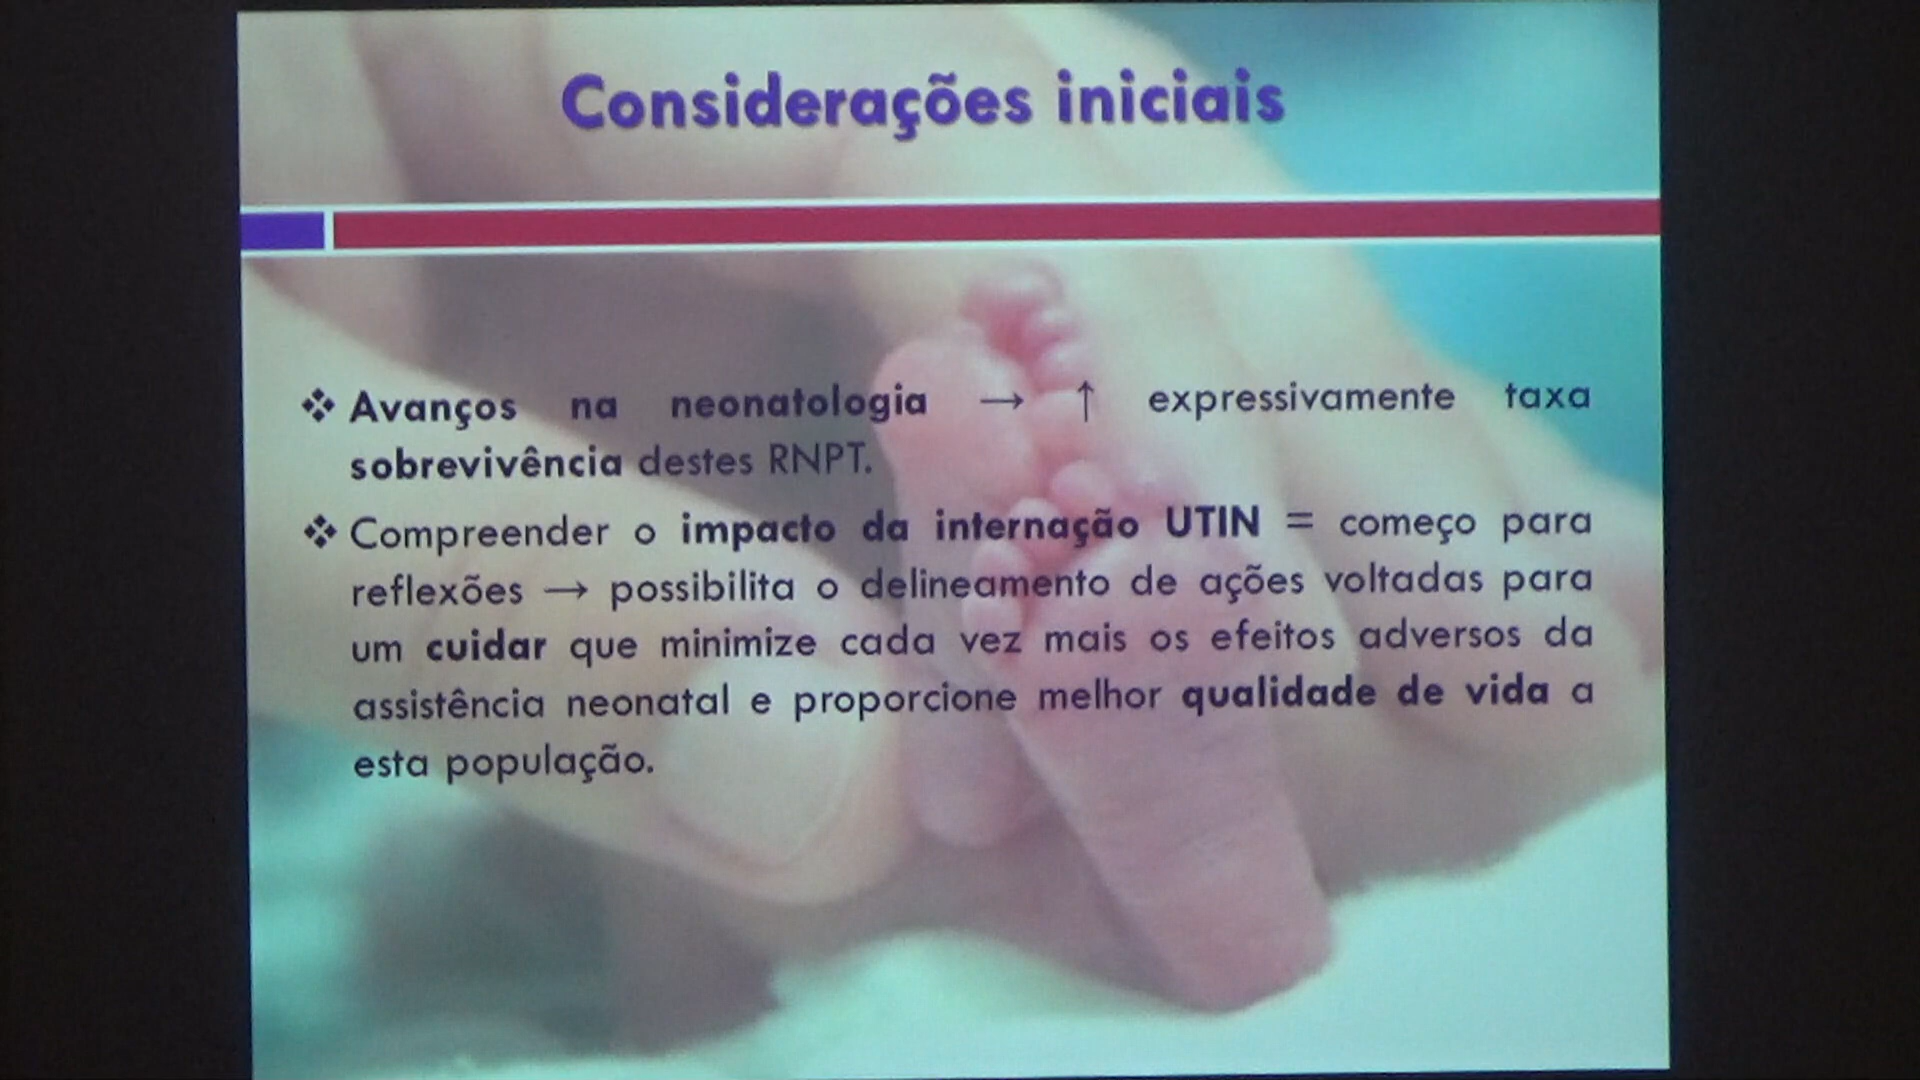 Considerações iniciais
❖ Avanços na neonatologia → ↑ expressivamente taxa
sobrevivência destes RNPT.
❖ Compreender o impacto da internação UTIN = começo para
reflexões → possibilita o delineamento de ações voltadas para
um cuidar que minimize cada vez mais os efeitos adversos da
assistência neonatal e proporcione melhor qualidade de vida a
esta população.